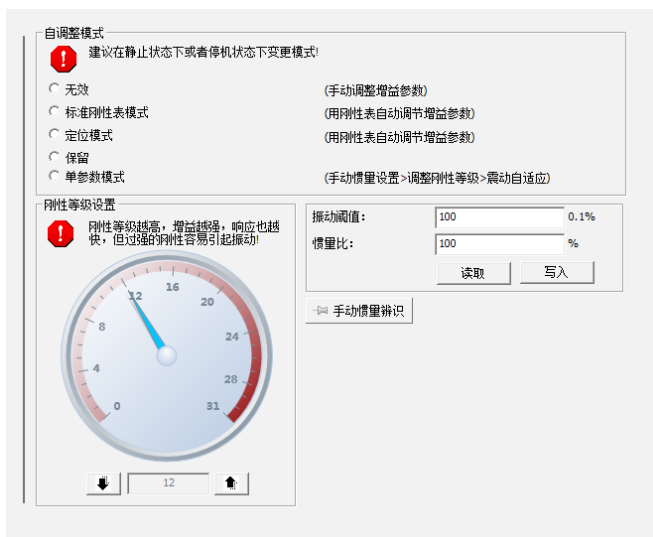 自调整模式
建议在静止状态下或者停机状态下变更模式!
无效 (手动调整增益参数)
标准刚性表模式 (用刚性表自动调节增益参数)
定位模式 (用刚性表自动调节增益参数)
保留
单参数模式 (手动惯量设置>调整刚性等级>震动自适应)
刚性等级设置
刚性等级越高，增益越强，响应也越
快，但过强的刚性容易引起振动!
0
4
8
12
16
20
24
28
31
12
振动阈值: 100 0.1%
惯量比: 100 %
读取 写入
手动惯量辨识